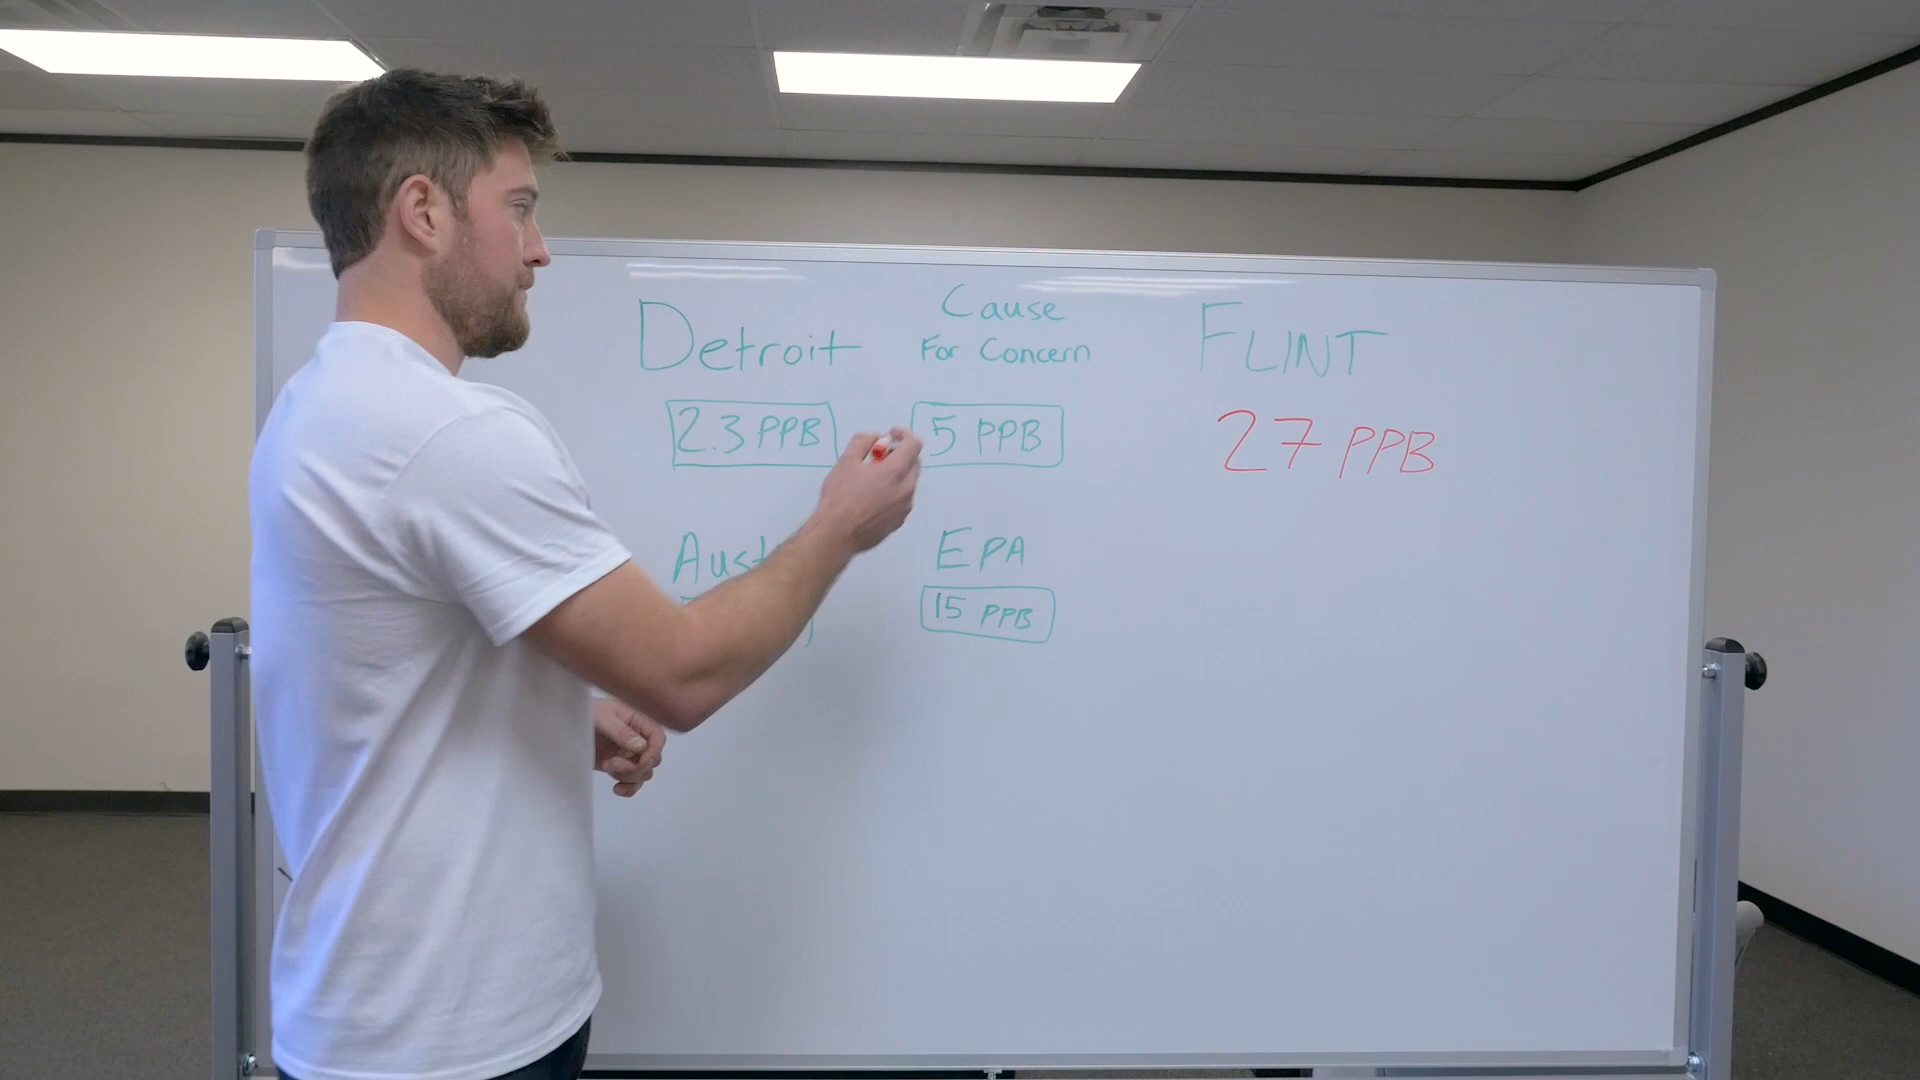 Detroit
2.3 PPB
Cause
For Concern
5 PPB
FLINT
27 PPB
EPA
15 PPB